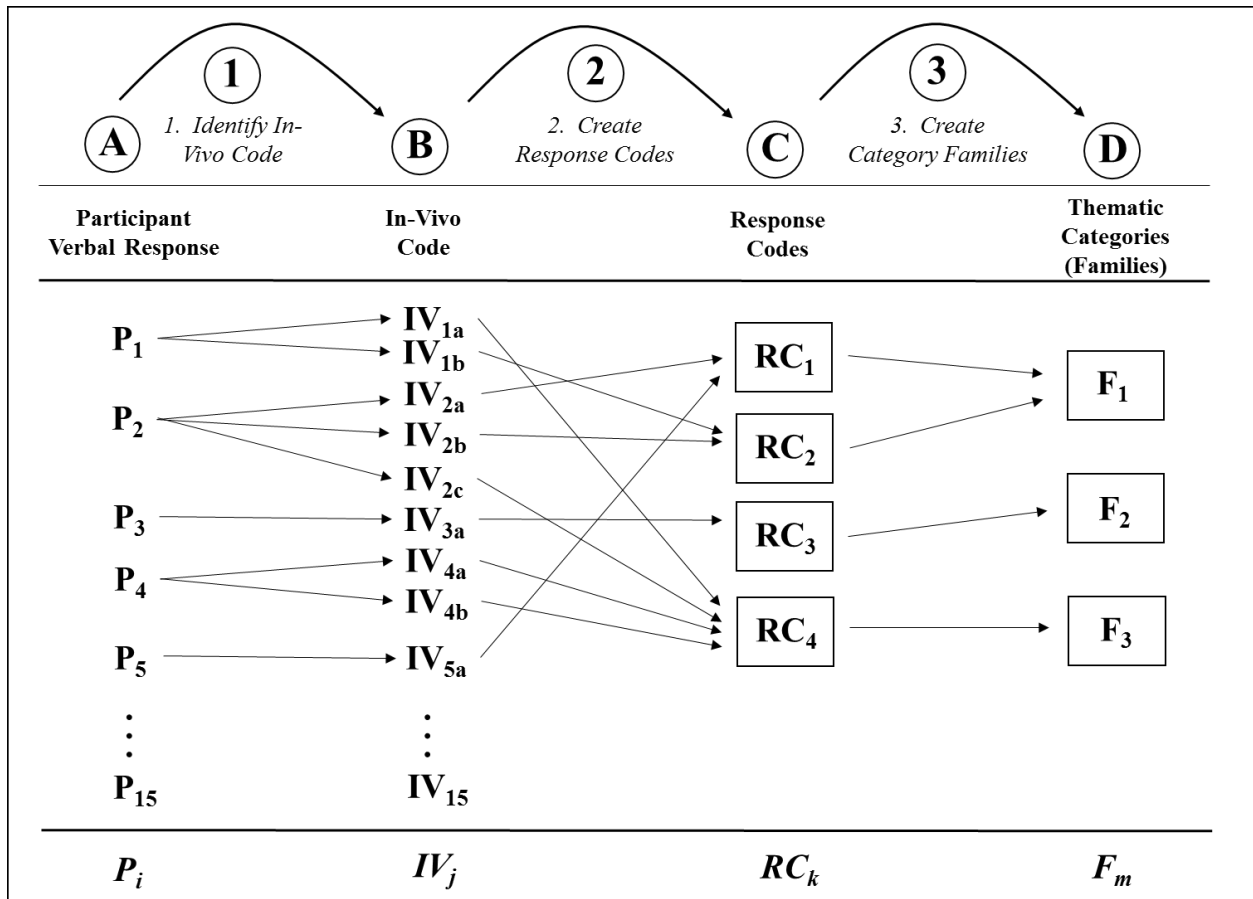 1
2
3
A
1. Identify In-
Vivo Code
B
2. Create
Response Codes
C
3. Create
Category Families
D
Participant
Verbal Response
In-Vivo
Code
Response
Codes
Thematic
Categories
(Families)
P₁
IV₁ₐ
IV₁b
P₂
IV₂ₐ
IV₂b
IV₂c
P₃
IV₃ₐ
P₄
IV₄ₐ
IV₄b
P₅
IV₅ₐ
⋮
⋮
P₁₅
IV₁₅
RC₁
RC₂
RC₃
RC₄
F₁
F₂
F₃
Pᵢ
IVⱼ
RCₖ
Fₘ